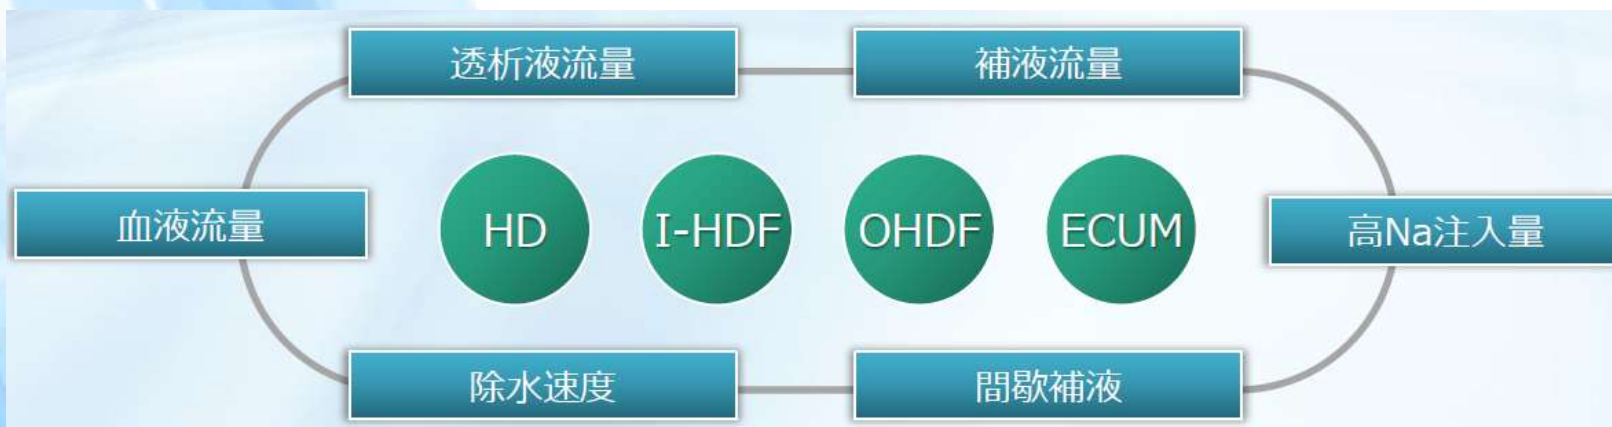 透析液流量
補液流量
血液流量
HD
I-HDF
OHDF
ECUM
高Na注入量
除水速度
間歇補液